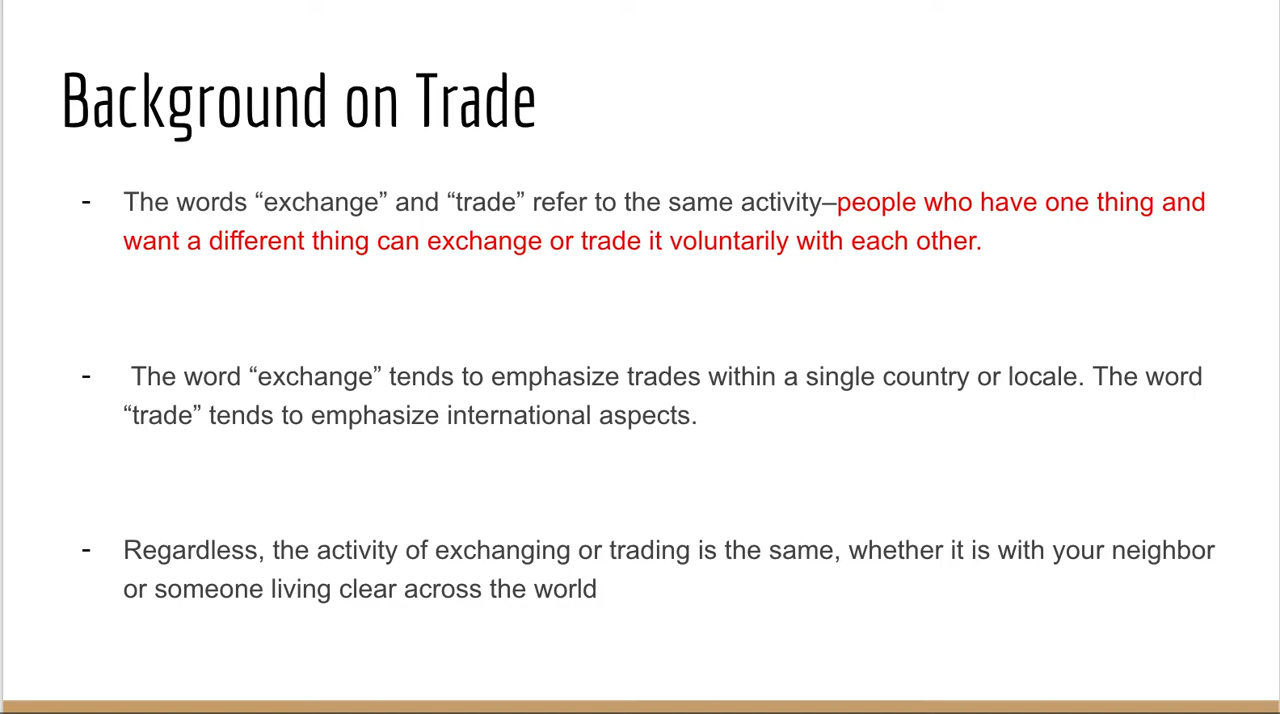 Background on Trade
- The words “exchange” and “trade” refer to the same activity–people who have one thing and
want a different thing can exchange or trade it voluntarily with each other.
- The word “exchange” tends to emphasize trades within a single country or locale. The word
“trade” tends to emphasize international aspects.
- Regardless, the activity of exchanging or trading is the same, whether it is with your neighbor
or someone living clear across the world